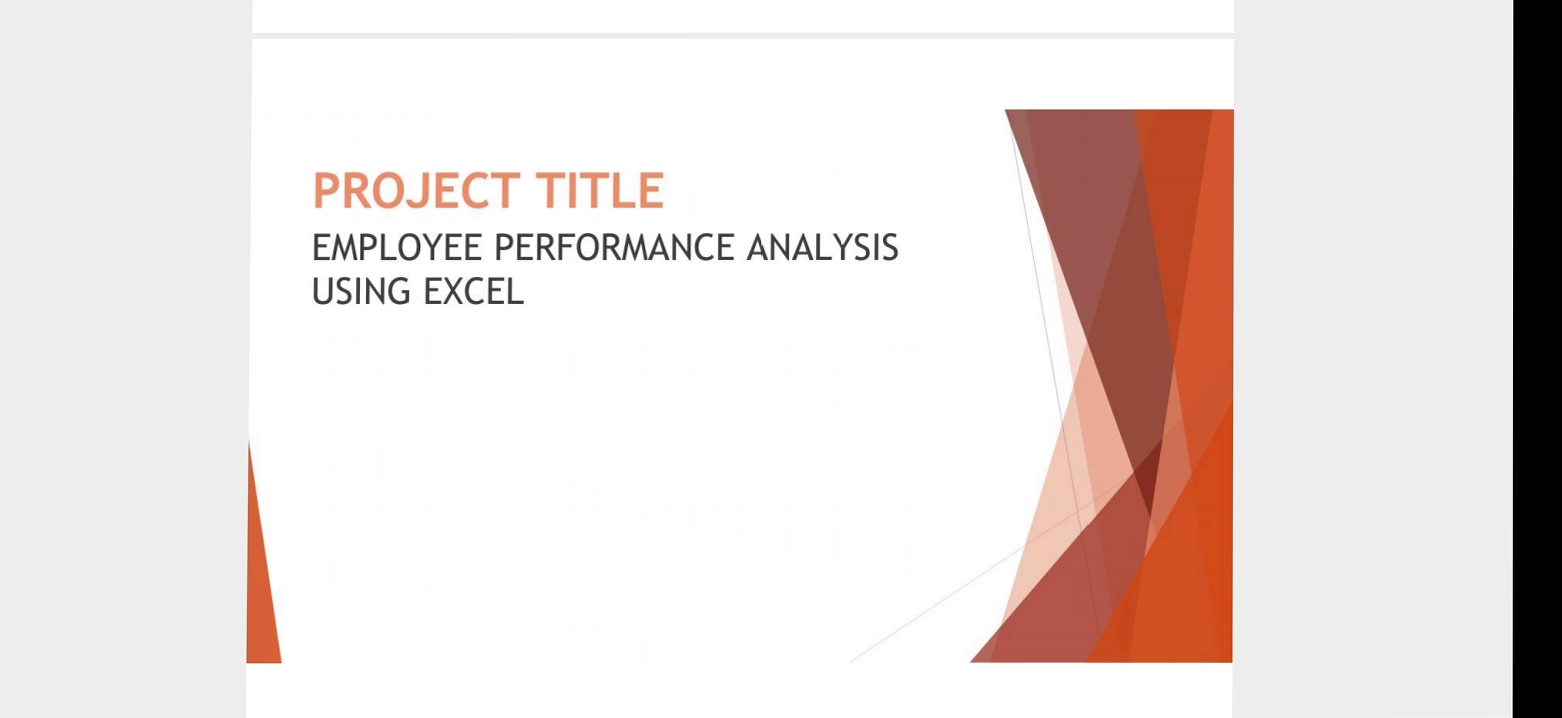 PROJECT TITLE
EMPLOYEE PERFORMANCE ANALYSIS
USING EXCEL